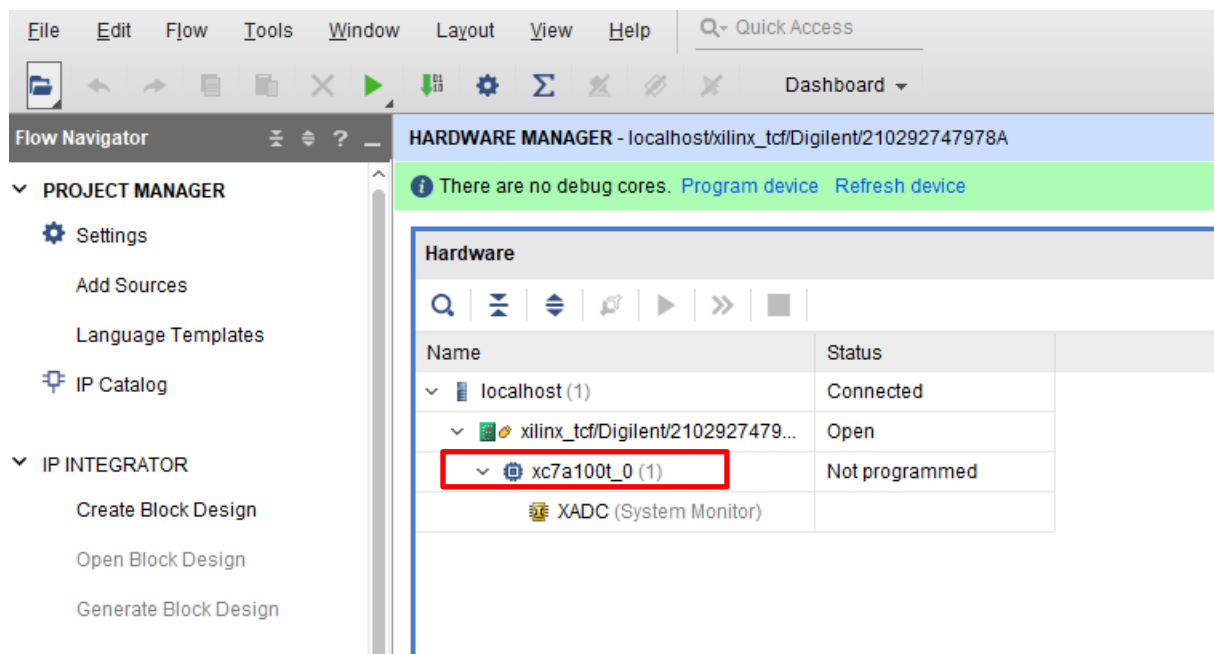 File Edit Flow Tools Window Layout View Help Quick Access
Dashboard
Flow Navigator ? _
HARDWARE MANAGER - localhost/xilinx_tcf/Digilent/210292747978A
There are no debug cores. Program device Refresh device
PROJECT MANAGER
Settings
Add Sources
Language Templates
IP Catalog
IP INTEGRATOR
Create Block Design
Open Block Design
Generate Block Design
Hardware
Name Status
localhost (1) Connected
xilinx_tcf/Digilent/2102927479... Open
xc7a100t_0 (1) Not programmed
XADC (System Monitor)